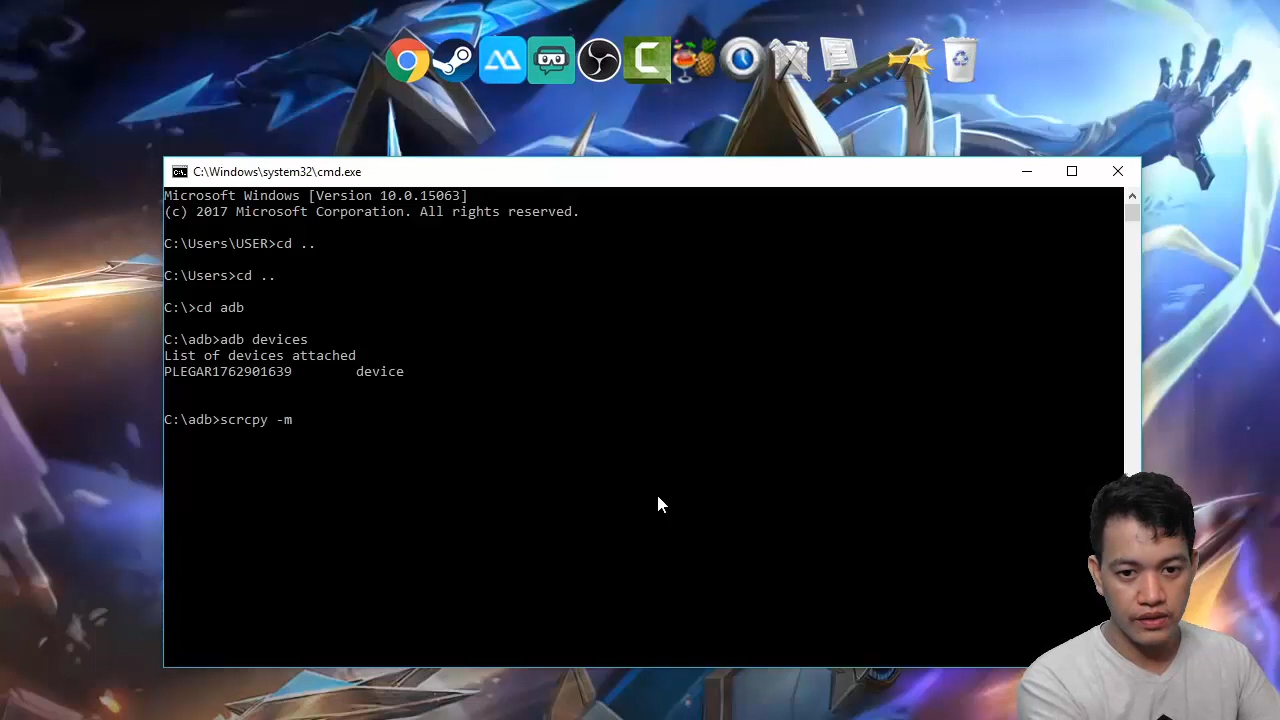 C:\Windows\system32\cmd.exe
Microsoft Windows [Version 10.0.15063]
(c) 2017 Microsoft Corporation. All rights reserved.
C:\Users\USER>cd ..
C:\Users>cd ..
C:\>cd adb
C:\adb>adb devices
List of devices attached
PLEGAR1762901639        device
C:\adb>scrcpy -m